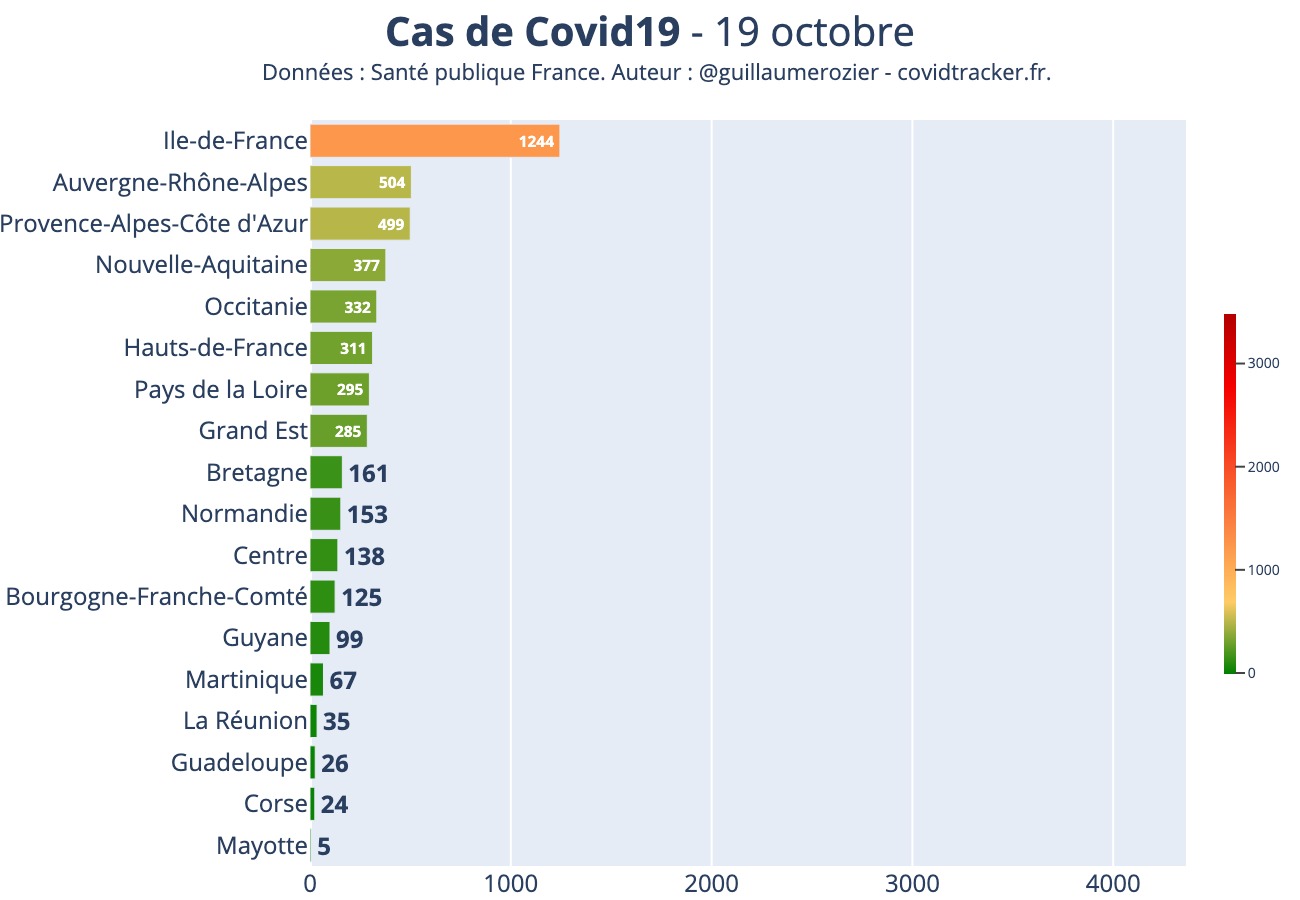 Cas de Covid19 - 19 octobre
Données : Santé publique France. Auteur : @guillaumerozier - covidtracker.fr.
Ile-de-France 1244
Auvergne-Rhône-Alpes 504
Provence-Alpes-Côte d'Azur 499
Nouvelle-Aquitaine 377
Occitanie 332
Hauts-de-France 311
Pays de la Loire 295
Grand Est 285
Bretagne 161
Normandie 153
Centre 138
Bourgogne-Franche-Comté 125
Guyane 99
Martinique 67
La Réunion 35
Guadeloupe 26
Corse 24
Mayotte 5
0 1000 2000 3000 4000
3000
2000
1000
0